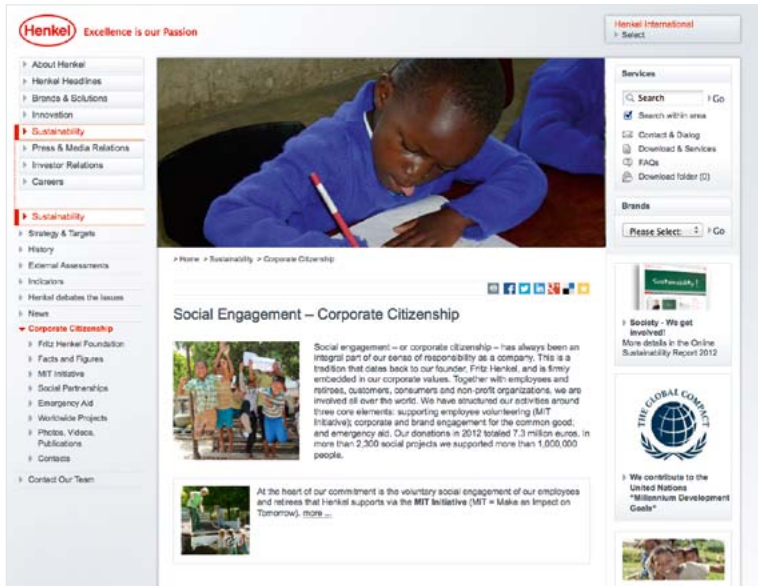 Henkel
Excellence is our Passion
Henkel International
Select
About Henkel
Henkel Headlines
Brands & Solutions
Innovation
Sustainability
Press & Media Relations
Investor Relations
Careers
Sustainability
Strategy & Targets
History
External Assessments
Indicators
Henkel debates the issues
News
Corporate Citizenship
Fritz Henkel Foundation
Facts and Figures
MIT Initiative
Social Partnerships
Emergency Aid
Worldwide Projects
Photos, Videos,
Publications
Contacts
Contact Our Team
> Home > Sustainability > Corporate Citizenship
Social Engagement – Corporate Citizenship
Social engagement – or corporate citizenship – has always been an
integral part of our sense of responsibility as a company. This is a
tradition that dates back to our founder, Fritz Henkel, and is firmly
embedded in our corporate values. Together with employees and
retirees, customers, consumers and non-profit organizations, we are
involved all over the world. We have structured our activities around
three core elements: supporting employee volunteering (MIT
Initiative); corporate and brand engagement for the common good;
and emergency aid. Our donations in 2012 totaled 7.3 million euros. In
more than 2,300 social projects we supported more than 1,000,000
people.
At the heart of our commitment is the voluntary social engagement of our employees
and retirees that Henkel supports via the MIT Initiative (MIT = Make an Impact on
Tomorrow). more ...
Services
Search
Go
Search within area
Contact & Dialog
Download & Services
FAQs
Download folder (0)
Brands
Please Select:
Go
Sustainability!
Society - We get
involved!
More details in the Online
Sustainability Report 2012
THE GLOBAL COMPACT
We contribute to the
United Nations
"Millennium Development
Goals"